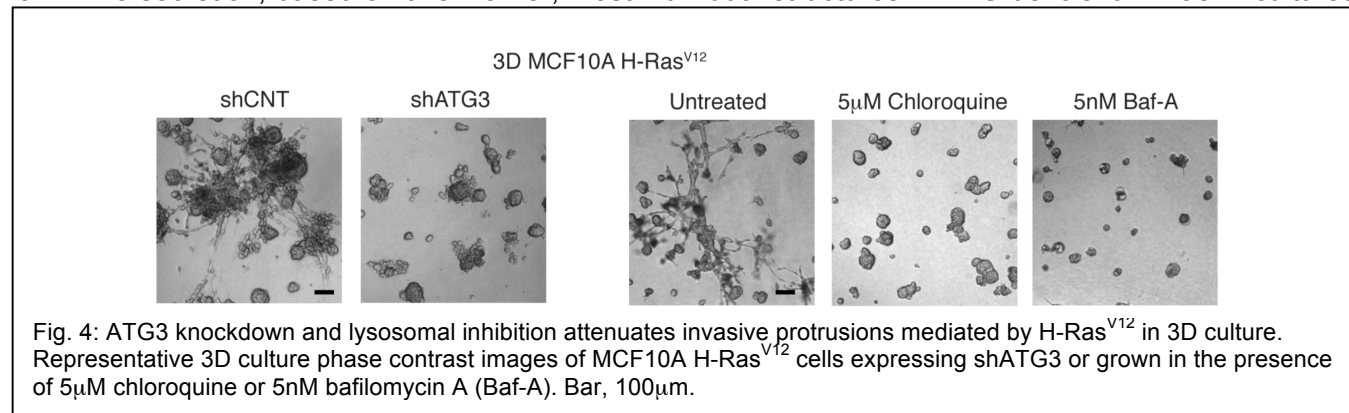 3D MCF10A H-Ras^V12
shCNT shATG3 Untreated 5μM Chloroquine 5nM Baf-A
Fig. 4: ATG3 knockdown and lysosomal inhibition attenuates invasive protrusions mediated by H-Ras^V12 in 3D culture.
Representative 3D culture phase contrast images of MCF10A H-Ras^V12 cells expressing shATG3 or grown in the presence
of 5μM chloroquine or 5nM bafilomycin A (Baf-A). Bar, 100μm.